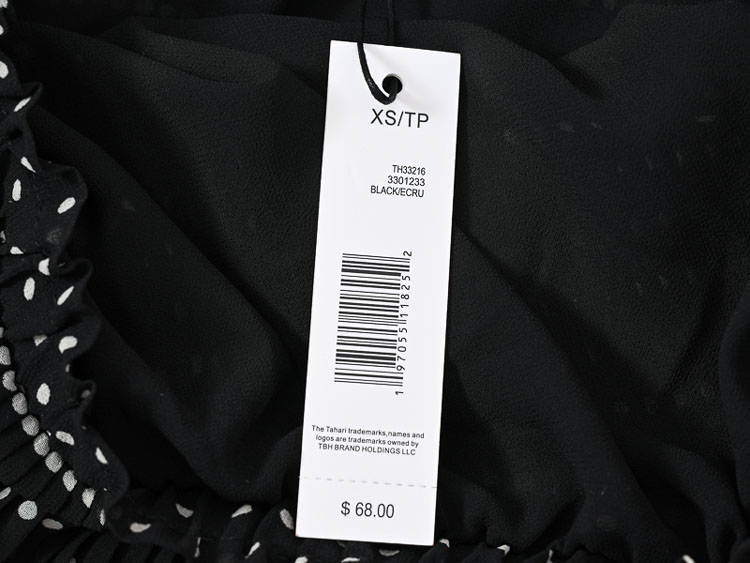 XS/TP
TH33216
3301233
BLACK/ECRU
1 97055 11825 2
The Tahari trademarks,names and
logos are trademarks owned by
TBH BRAND HOLDINGS LLC
$ 68.00